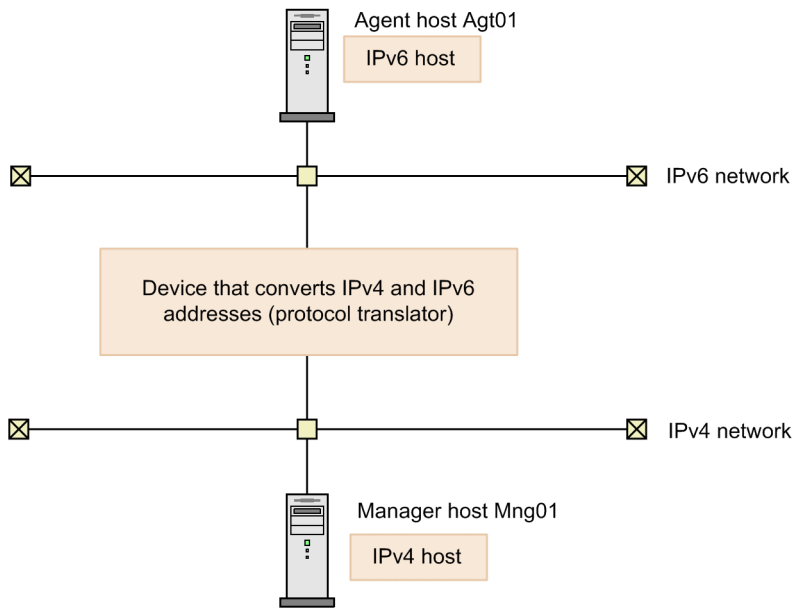 Agent host Agt01
IPv6 host
IPv6 network
Device that converts IPv4 and IPv6
addresses (protocol translator)
IPv4 network
Manager host Mng01
IPv4 host